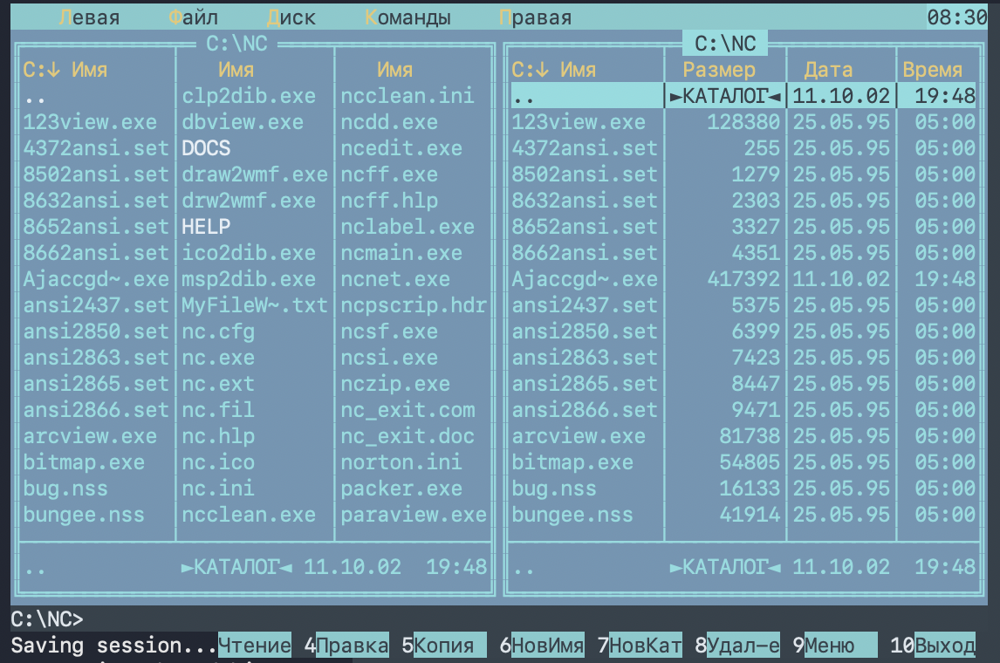 Левая Файл Диск Команды Правая 08:30
C:\NC C:\NC
C:↓ Имя Имя Имя C:↓ Имя Размер Дата Время
.. clp2dib.exe ncclean.ini .. ►КАТАЛОГ◄ 11.10.02 19:48
123view.exe dbview.exe ncdd.exe 123view.exe 128380 25.05.95 05:00
4372ansi.set DOCS ncedit.exe 4372ansi.set 255 25.05.95 05:00
8502ansi.set draw2wmf.exe ncff.exe 8502ansi.set 1279 25.05.95 05:00
8632ansi.set drw2wmf.exe ncff.hlp 8632ansi.set 2303 25.05.95 05:00
8652ansi.set HELP nclabel.exe 8652ansi.set 3327 25.05.95 05:00
8662ansi.set ico2dib.exe ncmain.exe 8662ansi.set 4351 25.05.95 05:00
Ajaccgd~.exe msp2dib.exe ncnet.exe Ajaccgd~.exe 417392 11.10.02 19:48
ansi2437.set MyFileW~.txt ncpscrip.hdr ansi2437.set 5375 25.05.95 05:00
ansi2850.set nc.cfg ncsf.exe ansi2850.set 6399 25.05.95 05:00
ansi2863.set nc.exe ncsi.exe ansi2863.set 7423 25.05.95 05:00
ansi2865.set nc.ext nczip.exe ansi2865.set 8447 25.05.95 05:00
ansi2866.set nc.fil nc_exit.com ansi2866.set 9471 25.05.95 05:00
arcview.exe nc.hlp nc_exit.doc arcview.exe 81738 25.05.95 05:00
bitmap.exe nc.ico norton.ini bitmap.exe 54805 25.05.95 05:00
bug.nss nc.ini packer.exe bug.nss 16133 25.05.95 05:00
bungee.nss ncclean.exe paraview.exe bungee.nss 41914 25.05.95 05:00
.. ►КАТАЛОГ◄ 11.10.02 19:48 .. ►КАТАЛОГ◄ 11.10.02 19:48
C:\NC>
Saving session...Чтение 4Правка 5Копия 6НовИмя 7НовКат 8Удал-е 9Меню 10Выход